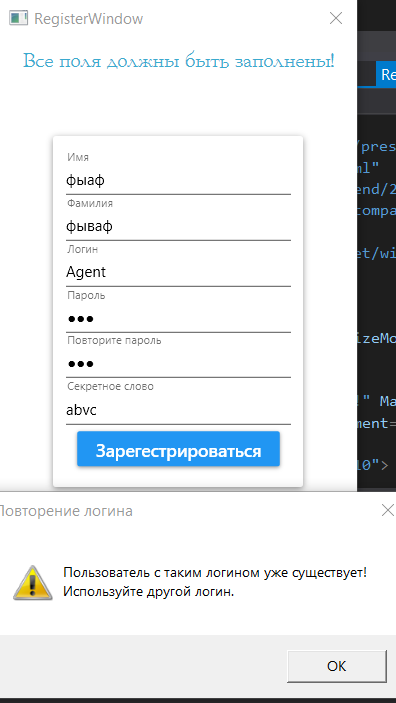 RegisterWindow
Все поля должны быть заполнены!
Имя
фыаф
Фамилия
фываф
Логин
Agent
Пароль
●●●
Повторите пароль
●●●
Секретное слово
abvc
Зарегестрироваться
Повторение логина
Пользователь с таким логином уже существует!
Используйте другой логин.
OK
Re
/pres
ml"
end/2
compa
et/wi
izeMo
!" Ma
ment=
10">